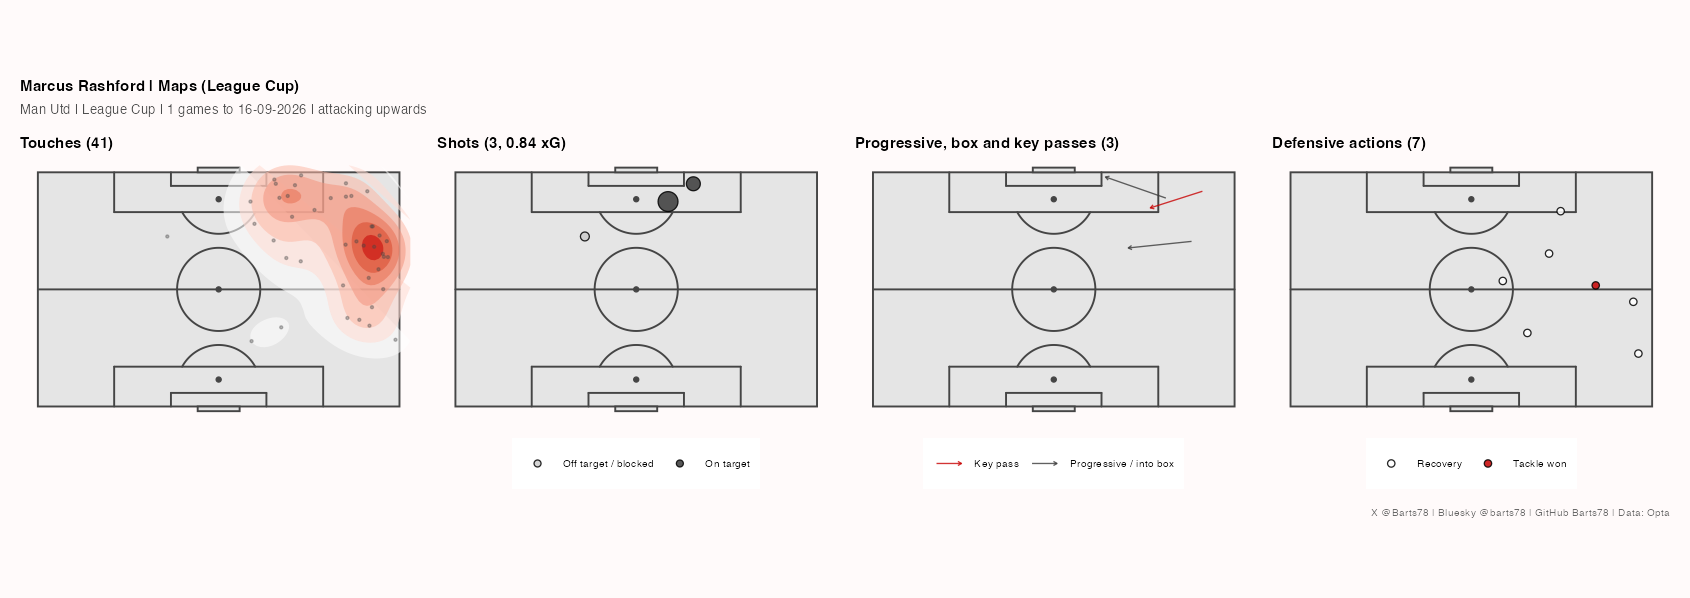 Marcus Rashford | Maps (League Cup)
Man Utd | League Cup | 1 games to 16-09-2026 | attacking upwards
Touches (41)
Shots (3, 0.84 xG)
Progressive, box and key passes (3)
Defensive actions (7)
Off target / blocked
On target
Key pass
Progressive / into box
Recovery
Tackle won
X @Barts78 | Bluesky @barts78 | GitHub Barts78 | Data: Opta